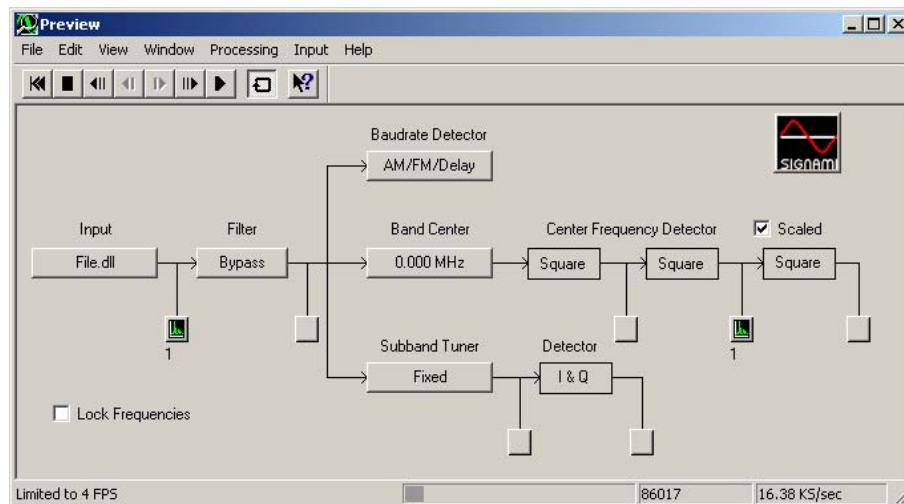 Preview
File Edit View Window Processing Input Help
Baudrate Detector
AM/FM/Delay
SIGNAMI
Input
File.dll
Filter
Bypass
Band Center
0.000 MHz
Center Frequency Detector
Scaled
Square
Square
Square
1
1
Subband Tuner
Fixed
Detector
I & Q
Lock Frequencies
Limited to 4 FPS
86017
16.38 KS/sec